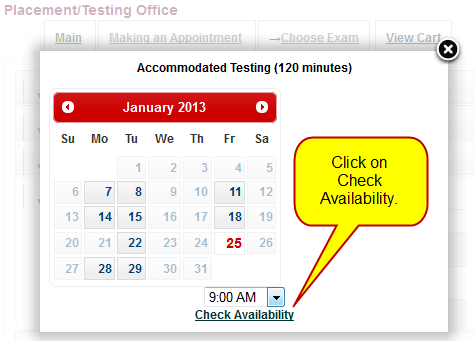 Placement/Testing Office
Main Making an Appointment →Choose Exam View Cart
Accommodated Testing (120 minutes)
January 2013
Su Mo Tu We Th Fr Sa
1 2 3 4 5
6 7 8 9 10 11 12
13 14 15 16 17 18 19
20 21 22 23 24 25 26
27 28 29 30 31
Click on
Check
Availability.
9:00 AM
Check Availability